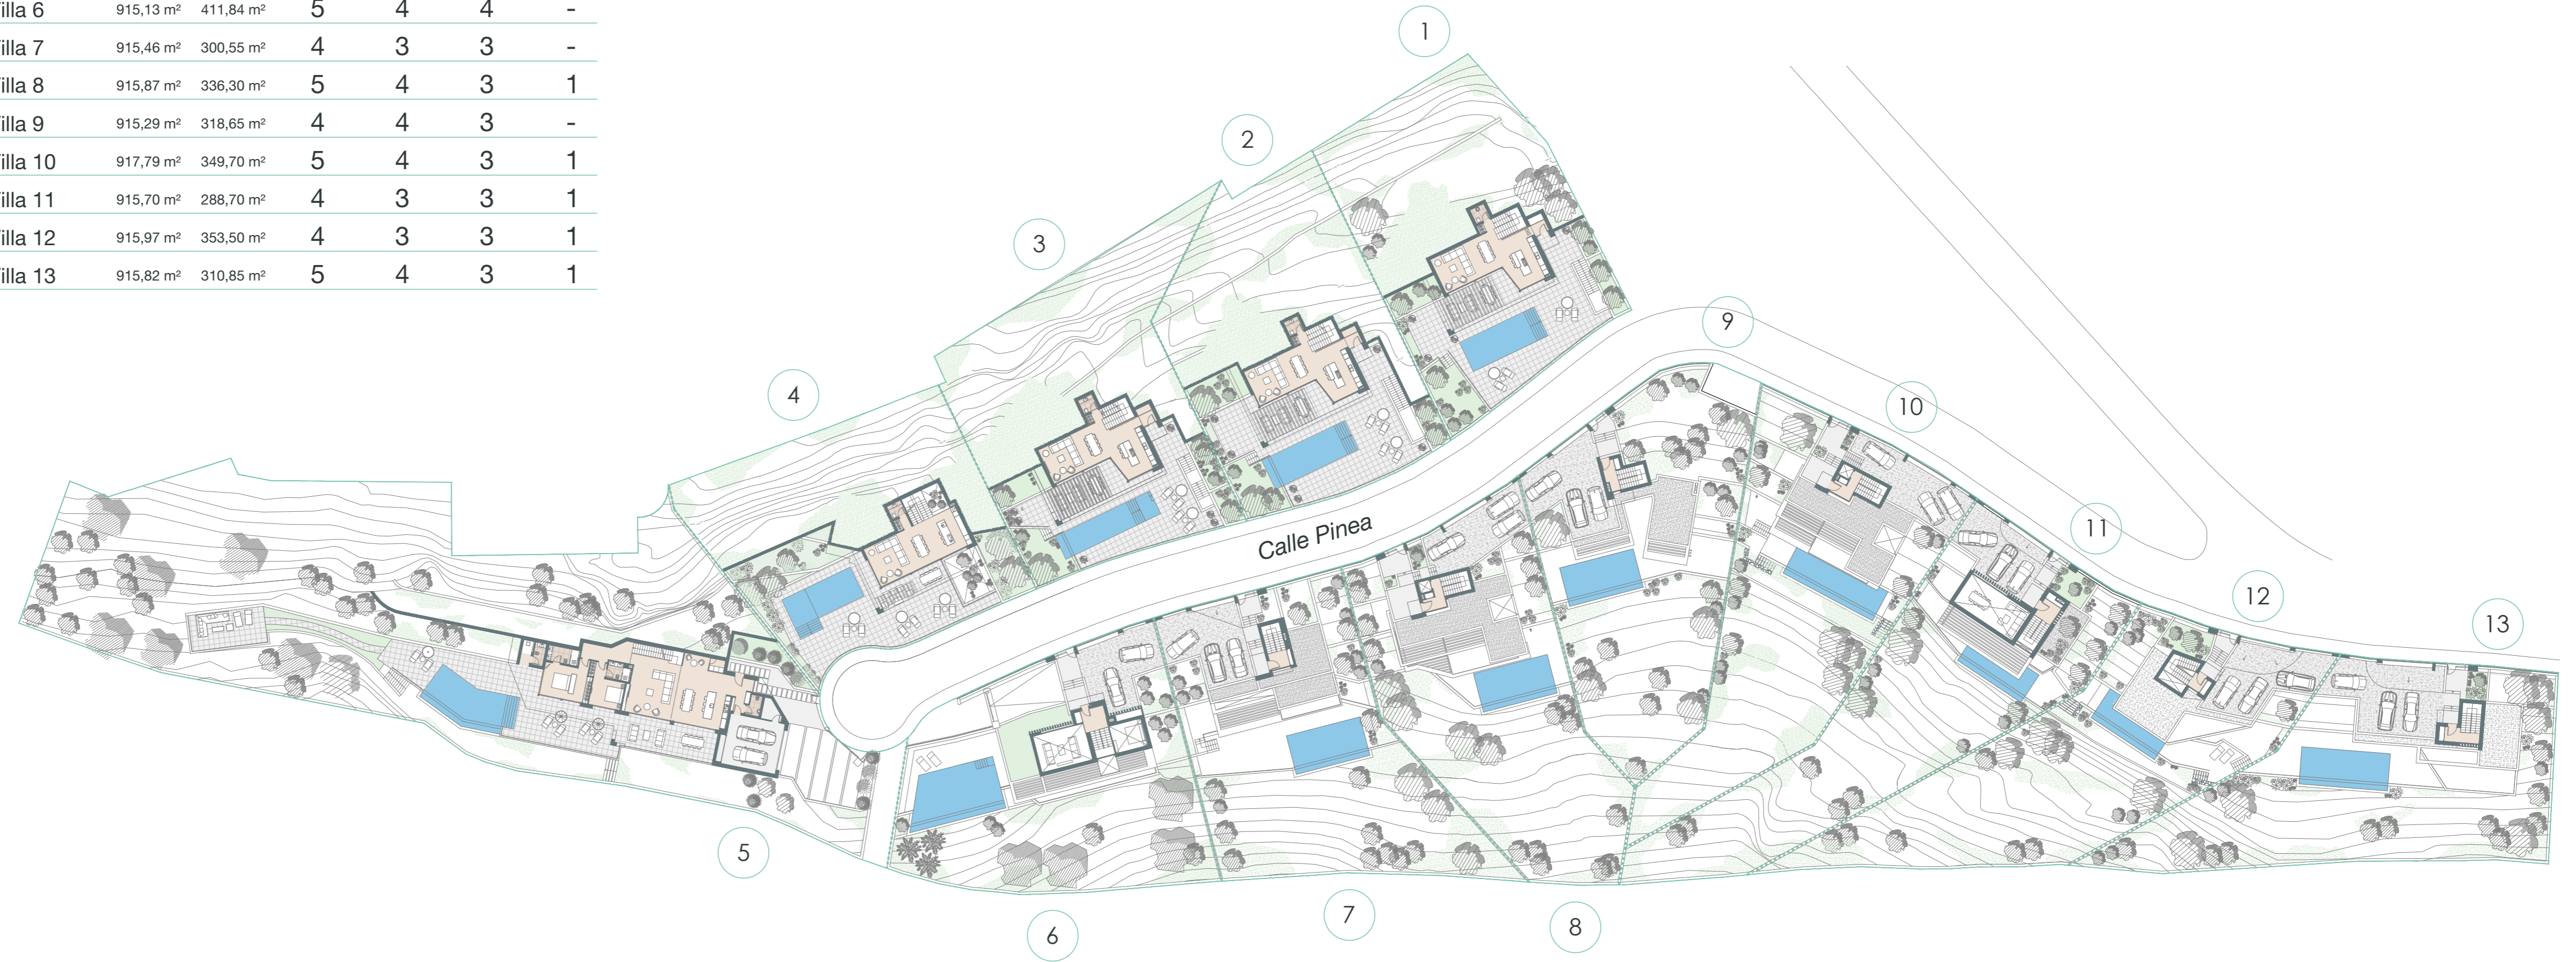 illa 6 915,13 m² 411,84 m² 5 4 4 -
illa 7 915,46 m² 300,55 m² 4 3 3 -
illa 8 915,87 m² 336,30 m² 5 4 3 1
illa 9 915,29 m² 318,65 m² 4 4 3 -
illa 10 917,79 m² 349,70 m² 5 4 3 1
illa 11 915,70 m² 288,70 m² 4 3 3 1
illa 12 915,97 m² 353,50 m² 4 3 3 1
illa 13 915,82 m² 310,85 m² 5 4 3 1
1
2
3
4
9
10
11
12
13
Calle Pinea
5
6
7
8